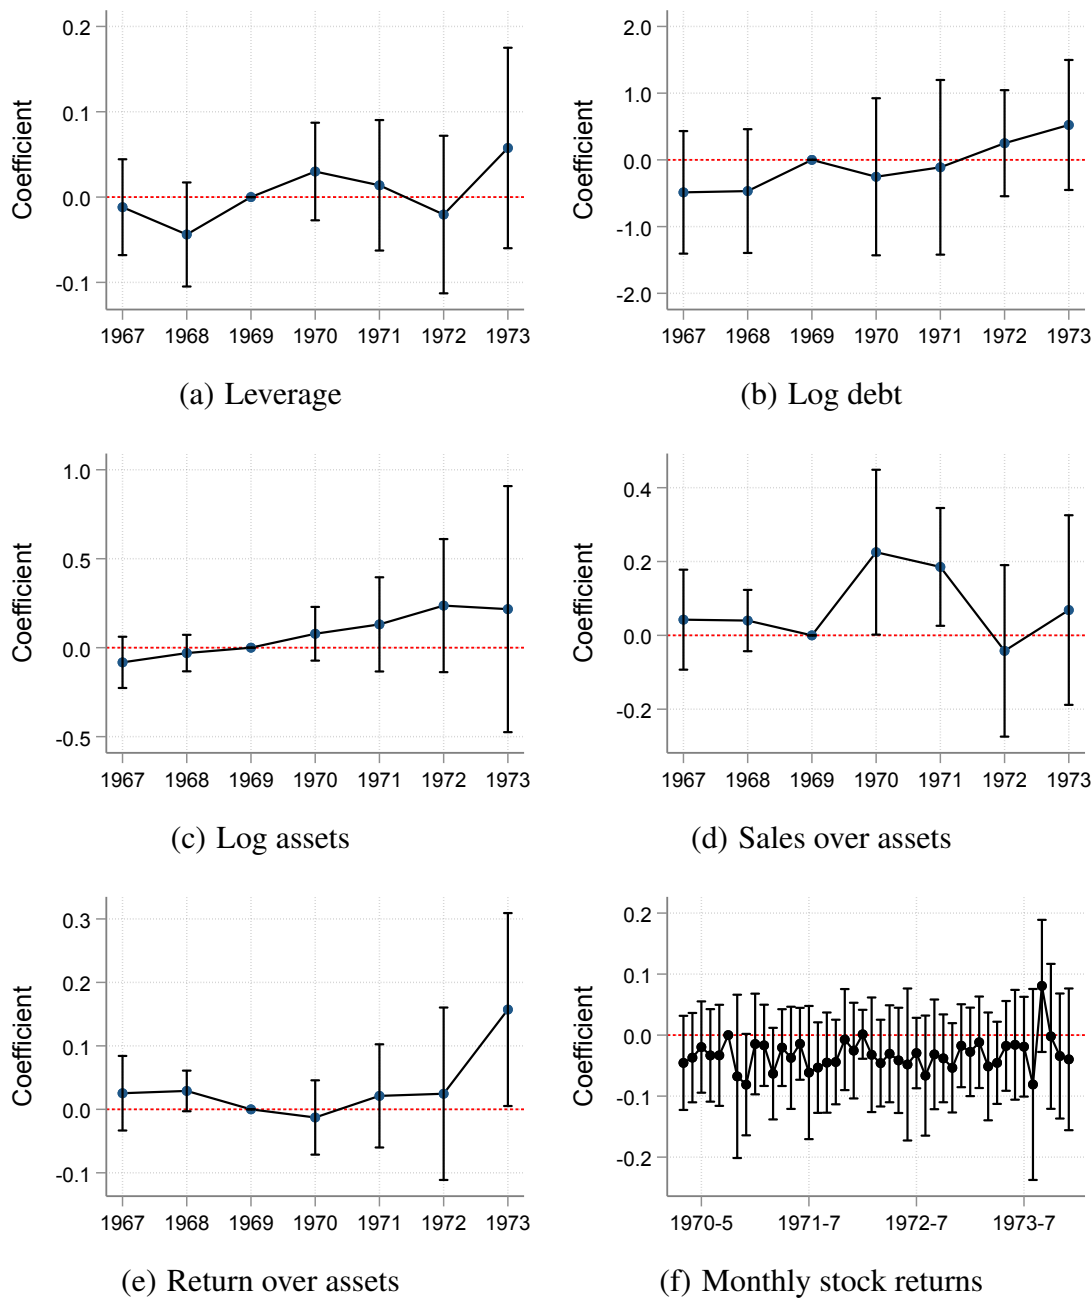 0.2
0.1
0.0
-0.1
Coefficient
1967 1968 1969 1970 1971 1972 1973
(a) Leverage
2.0
1.0
0.0
-1.0
-2.0
Coefficient
1967 1968 1969 1970 1971 1972 1973
(b) Log debt
1.0
0.5
0.0
-0.5
Coefficient
1967 1968 1969 1970 1971 1972 1973
(c) Log assets
0.4
0.2
0.0
-0.2
Coefficient
1967 1968 1969 1970 1971 1972 1973
(d) Sales over assets
0.3
0.2
0.1
0.0
-0.1
Coefficient
1967 1968 1969 1970 1971 1972 1973
(e) Return over assets
0.2
0.1
0.0
-0.1
-0.2
Coefficient
1970-5 1971-7 1972-7 1973-7
(f) Monthly stock returns